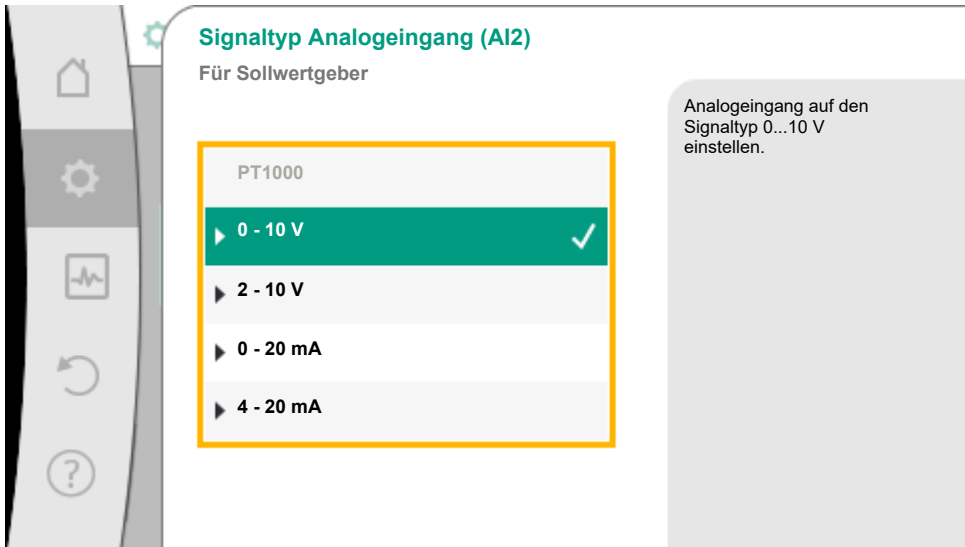 Signaltyp Analogeingang (AI2)
Für Sollwertgeber
PT1000
0 - 10 V
2 - 10 V
0 - 20 mA
4 - 20 mA
Analogeingang auf den
Signaltyp 0...10 V
einstellen.
?